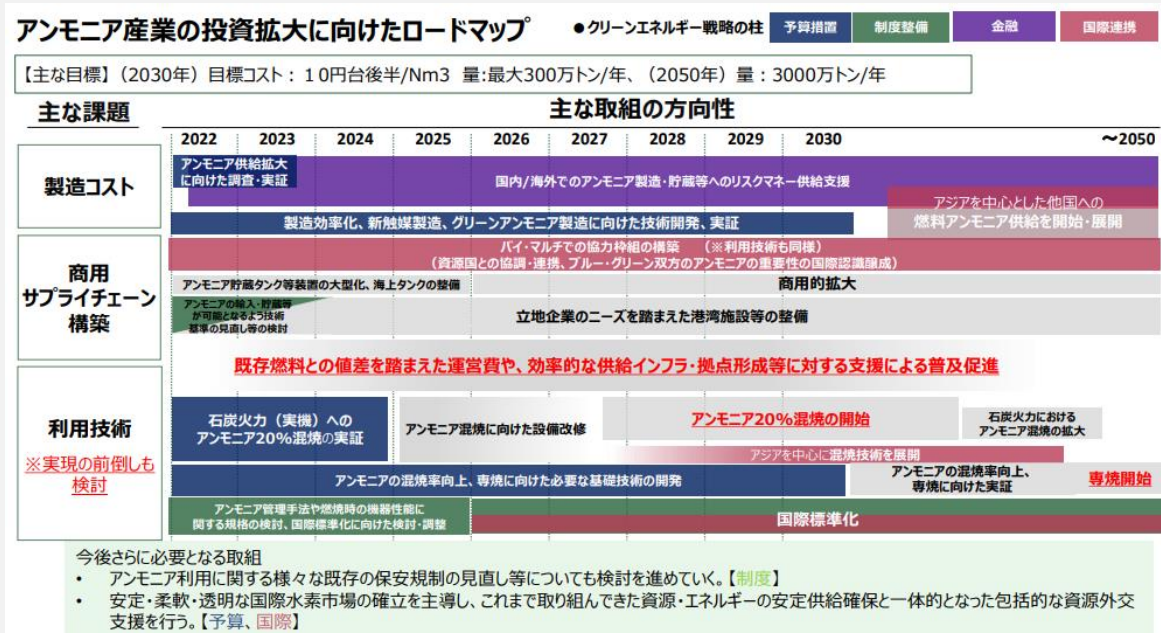 アンモニア産業の投資拡大に向けたロードマップ
●クリーンエネルギー戦略の柱
予算措置
制度整備
金融
国際連携
【主な目標】（2030年）目標コスト：１0円台後半/Nm3 量:最大300万トン/年、（2050年）量：3000万トン/年
主な課題
主な取組の方向性
2022
2023
2024
2025
2026
2027
2028
2029
2030
～2050
製造コスト
アンモニア供給拡大
に向けた調査・実証
国内/海外でのアンモニア製造・貯蔵等へのリスクマネー供給支援
アジアを中心とした他国への
燃料アンモニア供給を開始・展開
製造効率化、新触媒製造、グリーンアンモニア製造に向けた技術開発、実証
商用
サプライチェーン
構築
バイ・マルチでの協力枠組の構築 （※利用技術も同様）
（資源国との協調・連携、ブルー・グリーン双方のアンモニアの重要性の国際認識醸成）
アンモニア貯蔵タンク等装置の大型化、海上タンクの整備
商用的拡大
アンモニアの輸入・貯蔵等
が可能となるよう技術
基準の見直し等の検討
立地企業のニーズを踏まえた港湾施設等の整備
既存燃料との値差を踏まえた運営費や、効率的な供給インフラ・拠点形成等に対する支援による普及促進
利用技術
※実現の前倒しも
検討
石炭火力（実機）への
アンモニア20％混焼の実証
アンモニア混焼に向けた設備改修
アンモニア20％混焼の開始
石炭火力における
アンモニア混焼の拡大
アジアを中心に混焼技術を展開
アンモニアの混焼率向上、専焼に向けた必要な基礎技術の開発
アンモニアの混焼率向上、
専焼に向けた実証
専焼開始
アンモニア管理手法や燃焼時の機器性能に
関する規格の検討、国際標準化に向けた検討・調整
国際標準化
今後さらに必要となる取組
• アンモニア利用に関する様々な既存の保安規制の見直し等についても検討を進めていく。【制度】
• 安定・柔軟・透明な国際水素市場の確立を主導し、これまで取り組んできた資源・エネルギーの安定供給確保と一体的となった包括的な資源外交
支援を行う。【予算、国際】